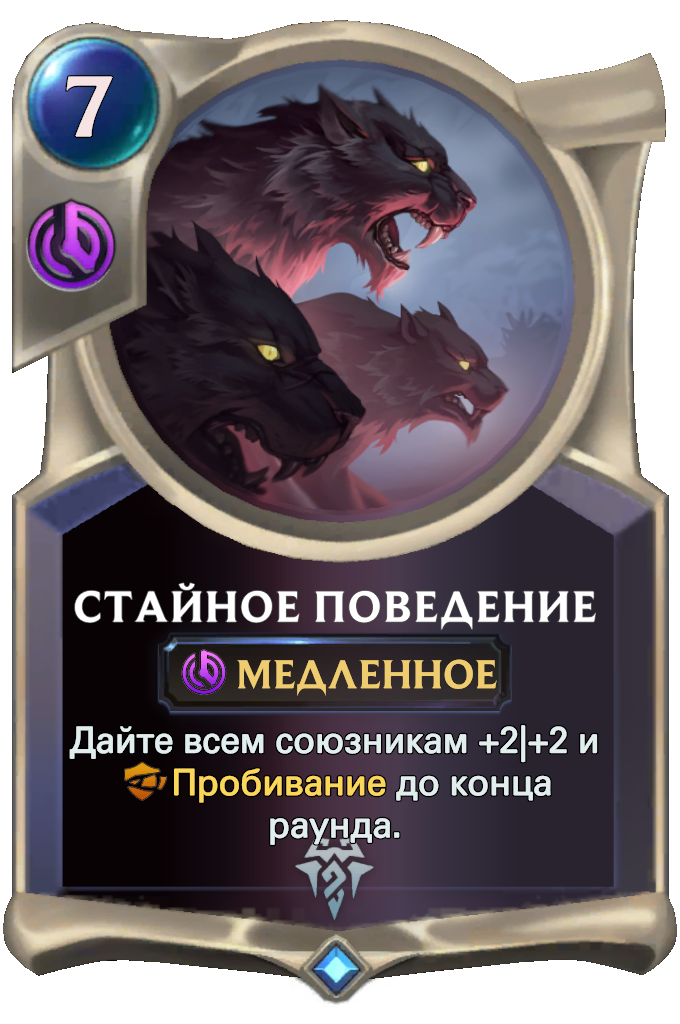 7
СТАЙНОЕ ПОВЕДЕНИЕ
МЕДЛЕННОЕ
Дайте всем союзникам +2|+2 и
Пробивание до конца
раунда.